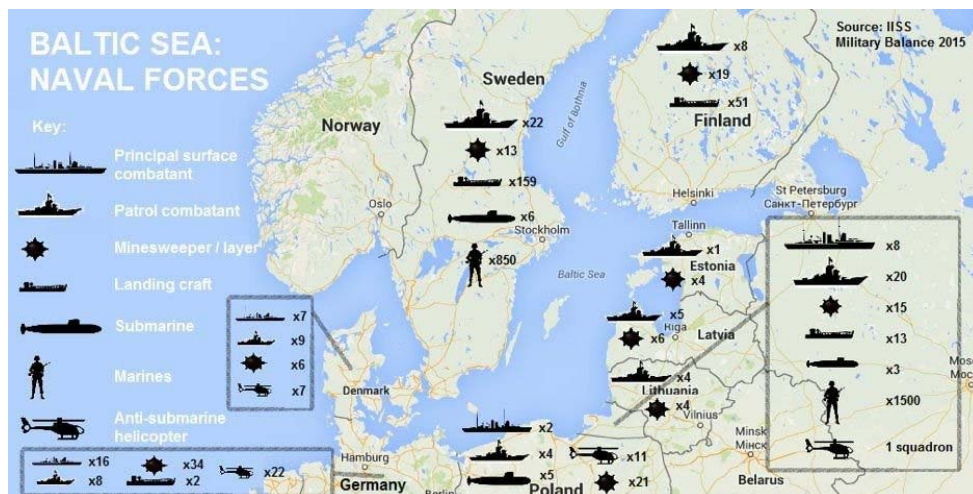 BALTIC SEA:
NAVAL FORCES
Key:
Principal surface
combatant
Patrol combatant
Minesweeper / layer
Landing craft
Submarine
Marines
Anti-submarine
helicopter
Source: IISS
Military Balance 2015
x8
x19
x51
Finland
Sweden
x22
x13
x159
x6
x850
Norway
Oslo
Stockholm
Gulf of Bothnia
Helsinki
St Petersburg
Санкт-Петербург
Tallinn
x1
Estonia
x4
Baltic Sea
x5
x6
Riga
Latvia
x4
Lithuania
x4
Vilnius
Minsk
Мінск
Belarus
x8
x20
x15
x13
x3
x1500
1 squadron
x7
x9
x6
x7
Denmark
x16
x34
x22
x8
x2
Hamburg
Germany
x2
x4
x11
x5
x21
Poland